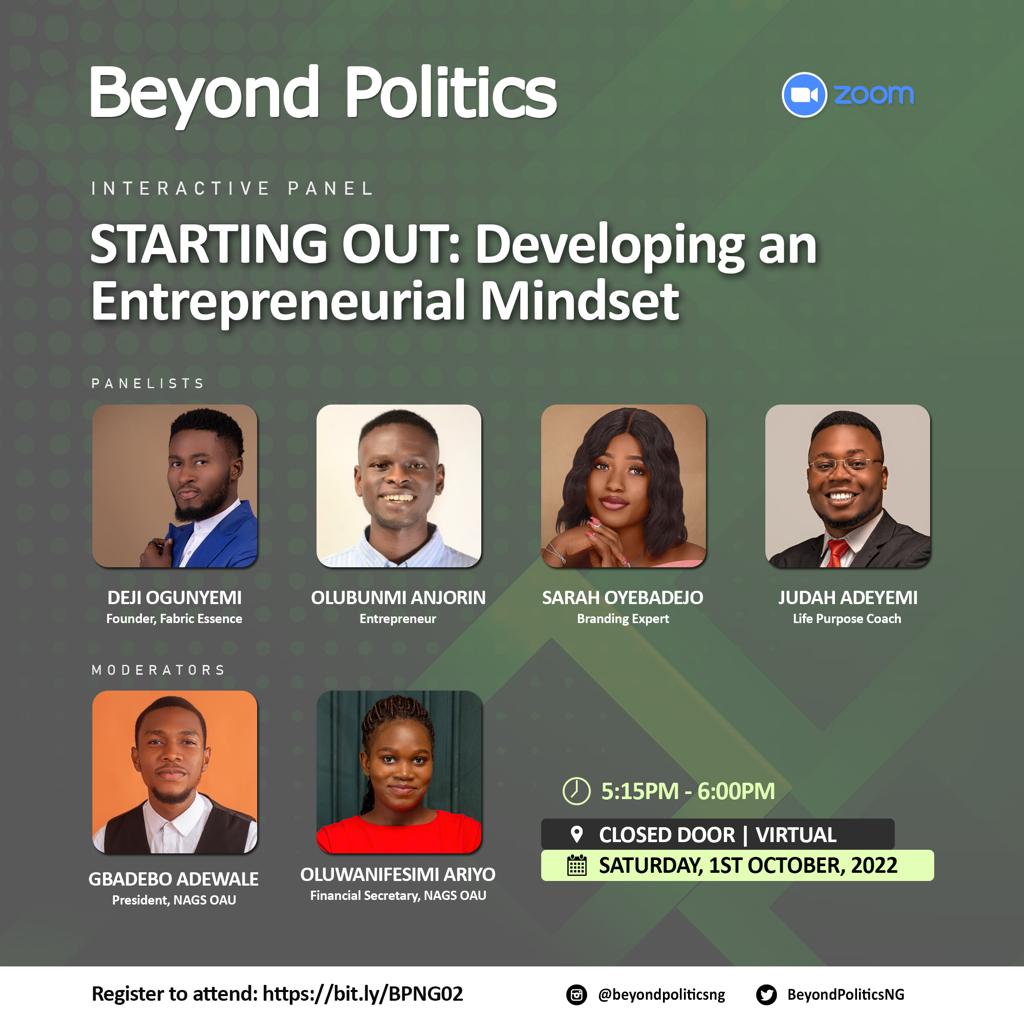 Beyond Politics
zoom
INTERACTIVE PANEL
STARTING OUT: Developing an
Entrepreneurial Mindset
PANELISTS
DEJI OGUNYEMI
Founder, Fabric Essence
OLUBUNMI ANJORIN
Entrepreneur
SARAH OYEBADEJO
Branding Expert
JUDAH ADEYEMI
Life Purpose Coach
MODERATORS
GBADEBO ADEWALE
President, NAGS OAU
OLUWANIFESIMI ARIYO
Financial Secretary, NAGS OAU
5:15PM - 6:00PM
CLOSED DOOR | VIRTUAL
SATURDAY, 1ST OCTOBER, 2022
Register to attend: https://bit.ly/BPNG02
@beyondpoliticsng
BeyondPoliticsNG